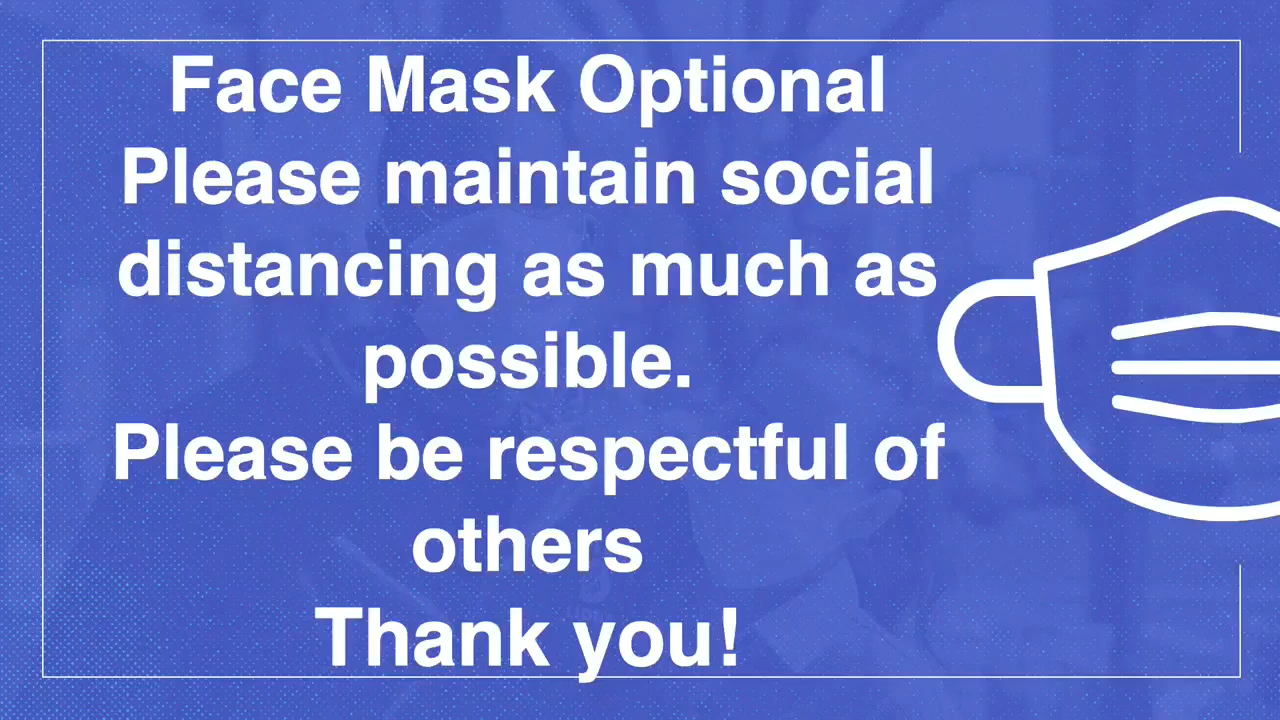 Face Mask Optional
Please maintain social
distancing as much as
possible.
Please be respectful of
others
Thank you!